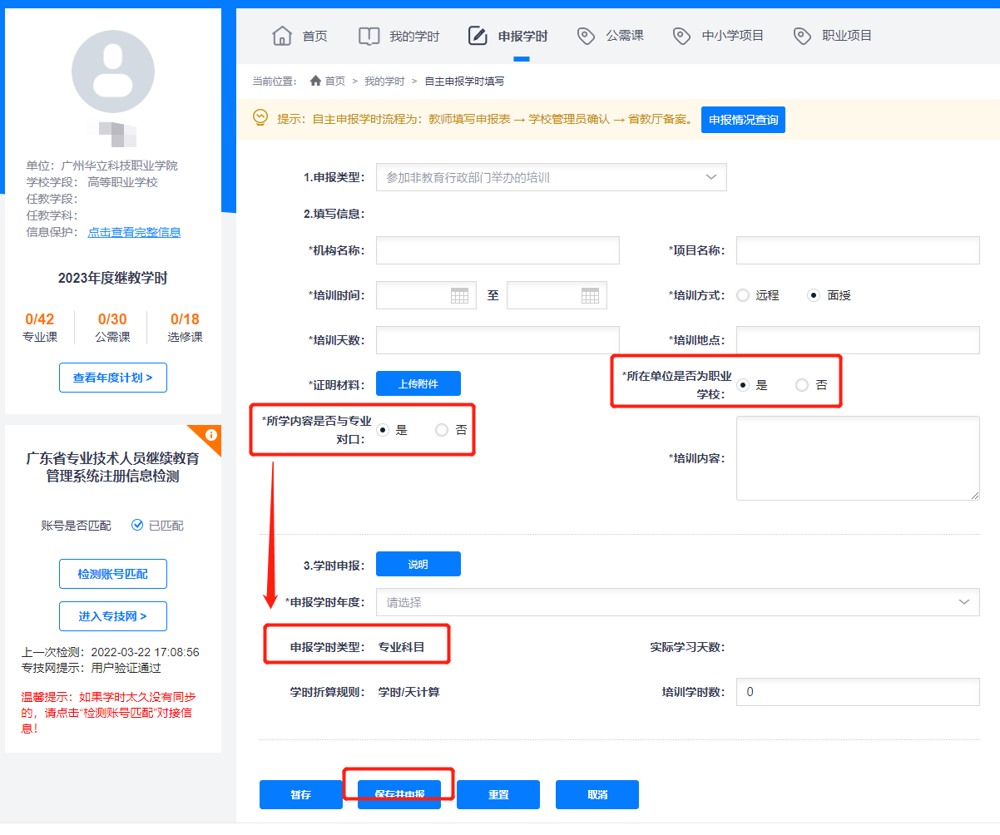 首页
我的学时
申报学时
公需课
中小学项目
职业项目
当前位置：
首页 > 我的学时 > 自主申报学时填写
提示：自主申报学时流程为：教师填写申报表 → 学校管理员确认 → 省教厅备案。
申报情况查询
单位：广州华立科技职业学院
学校学段： 高等职业学校
任教学段：
任教学科：
信息保护： 点击查看完整信息
2023年度继教学时
0/42
0/30
0/18
专业课
公需课
选修课
查看年度计划 >
广东省专业技术人员继续教育
管理系统注册信息检测
账号是否匹配
已匹配
检测账号匹配
进入专技网 >
上一次检测：2022-03-22 17:08:56
专技网提示：用户验证通过
温馨提示：如果学时太久没有同步
的，请点击“检测账号匹配”对接信
息！
1.申报类型：
参加非教育行政部门举办的培训
2.填写信息：
*机构名称：
*项目名称：
*培训时间：
至
*培训方式：
远程
面授
*培训天数：
*培训地点：
*证明材料：
上传附件
*所在单位是否为职业
学校：
是
否
*所学内容是否与专业
对口：
是
否
*培训内容：
3.学时申报：
说明
*申报学时年度：
请选择
申报学时类型：
专业科目
实际学习天数：
学时折算规则：
学时/天计算
培训学时数：
0
暂存
保存并申报
重置
取消